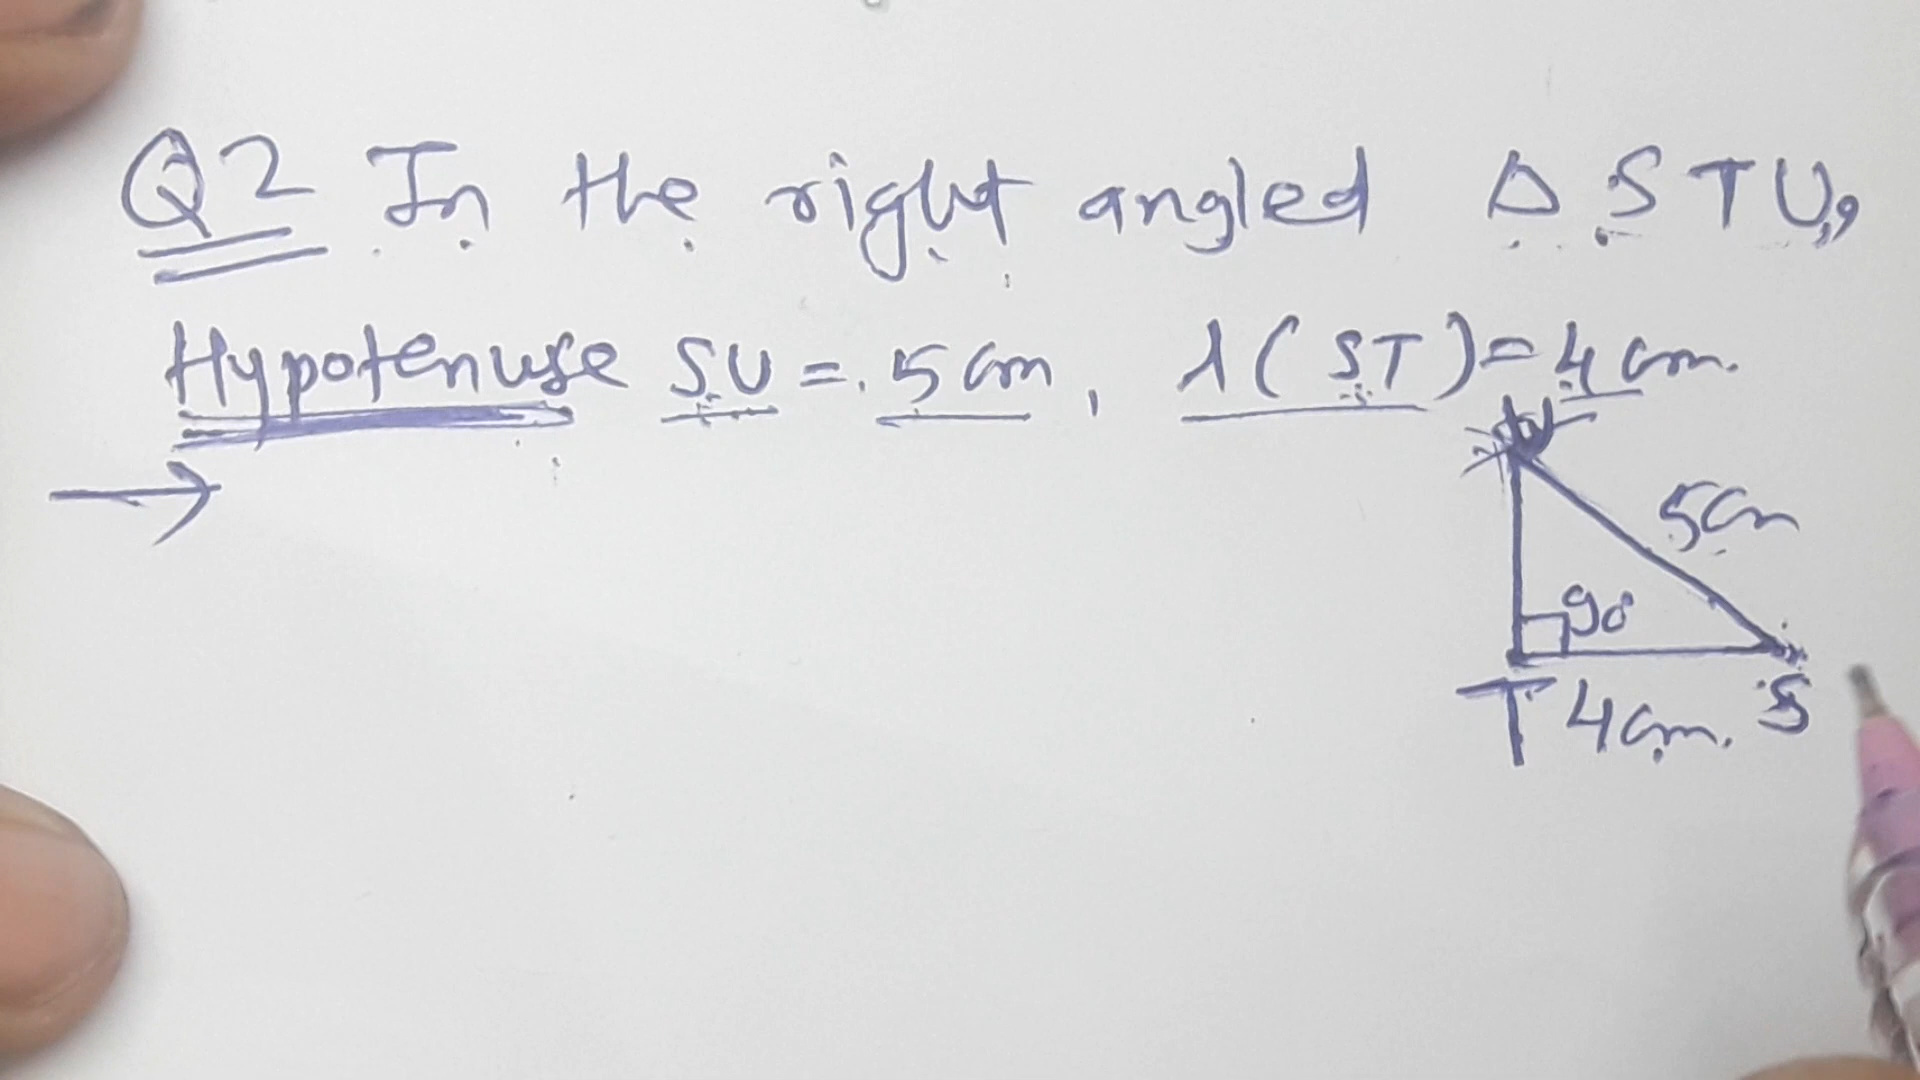 Q2 In the right angled Δ STU,
Hypotenuse SU = 5 cm, l(ST) = 4 cm.
5cm
90°
T 4cm. S